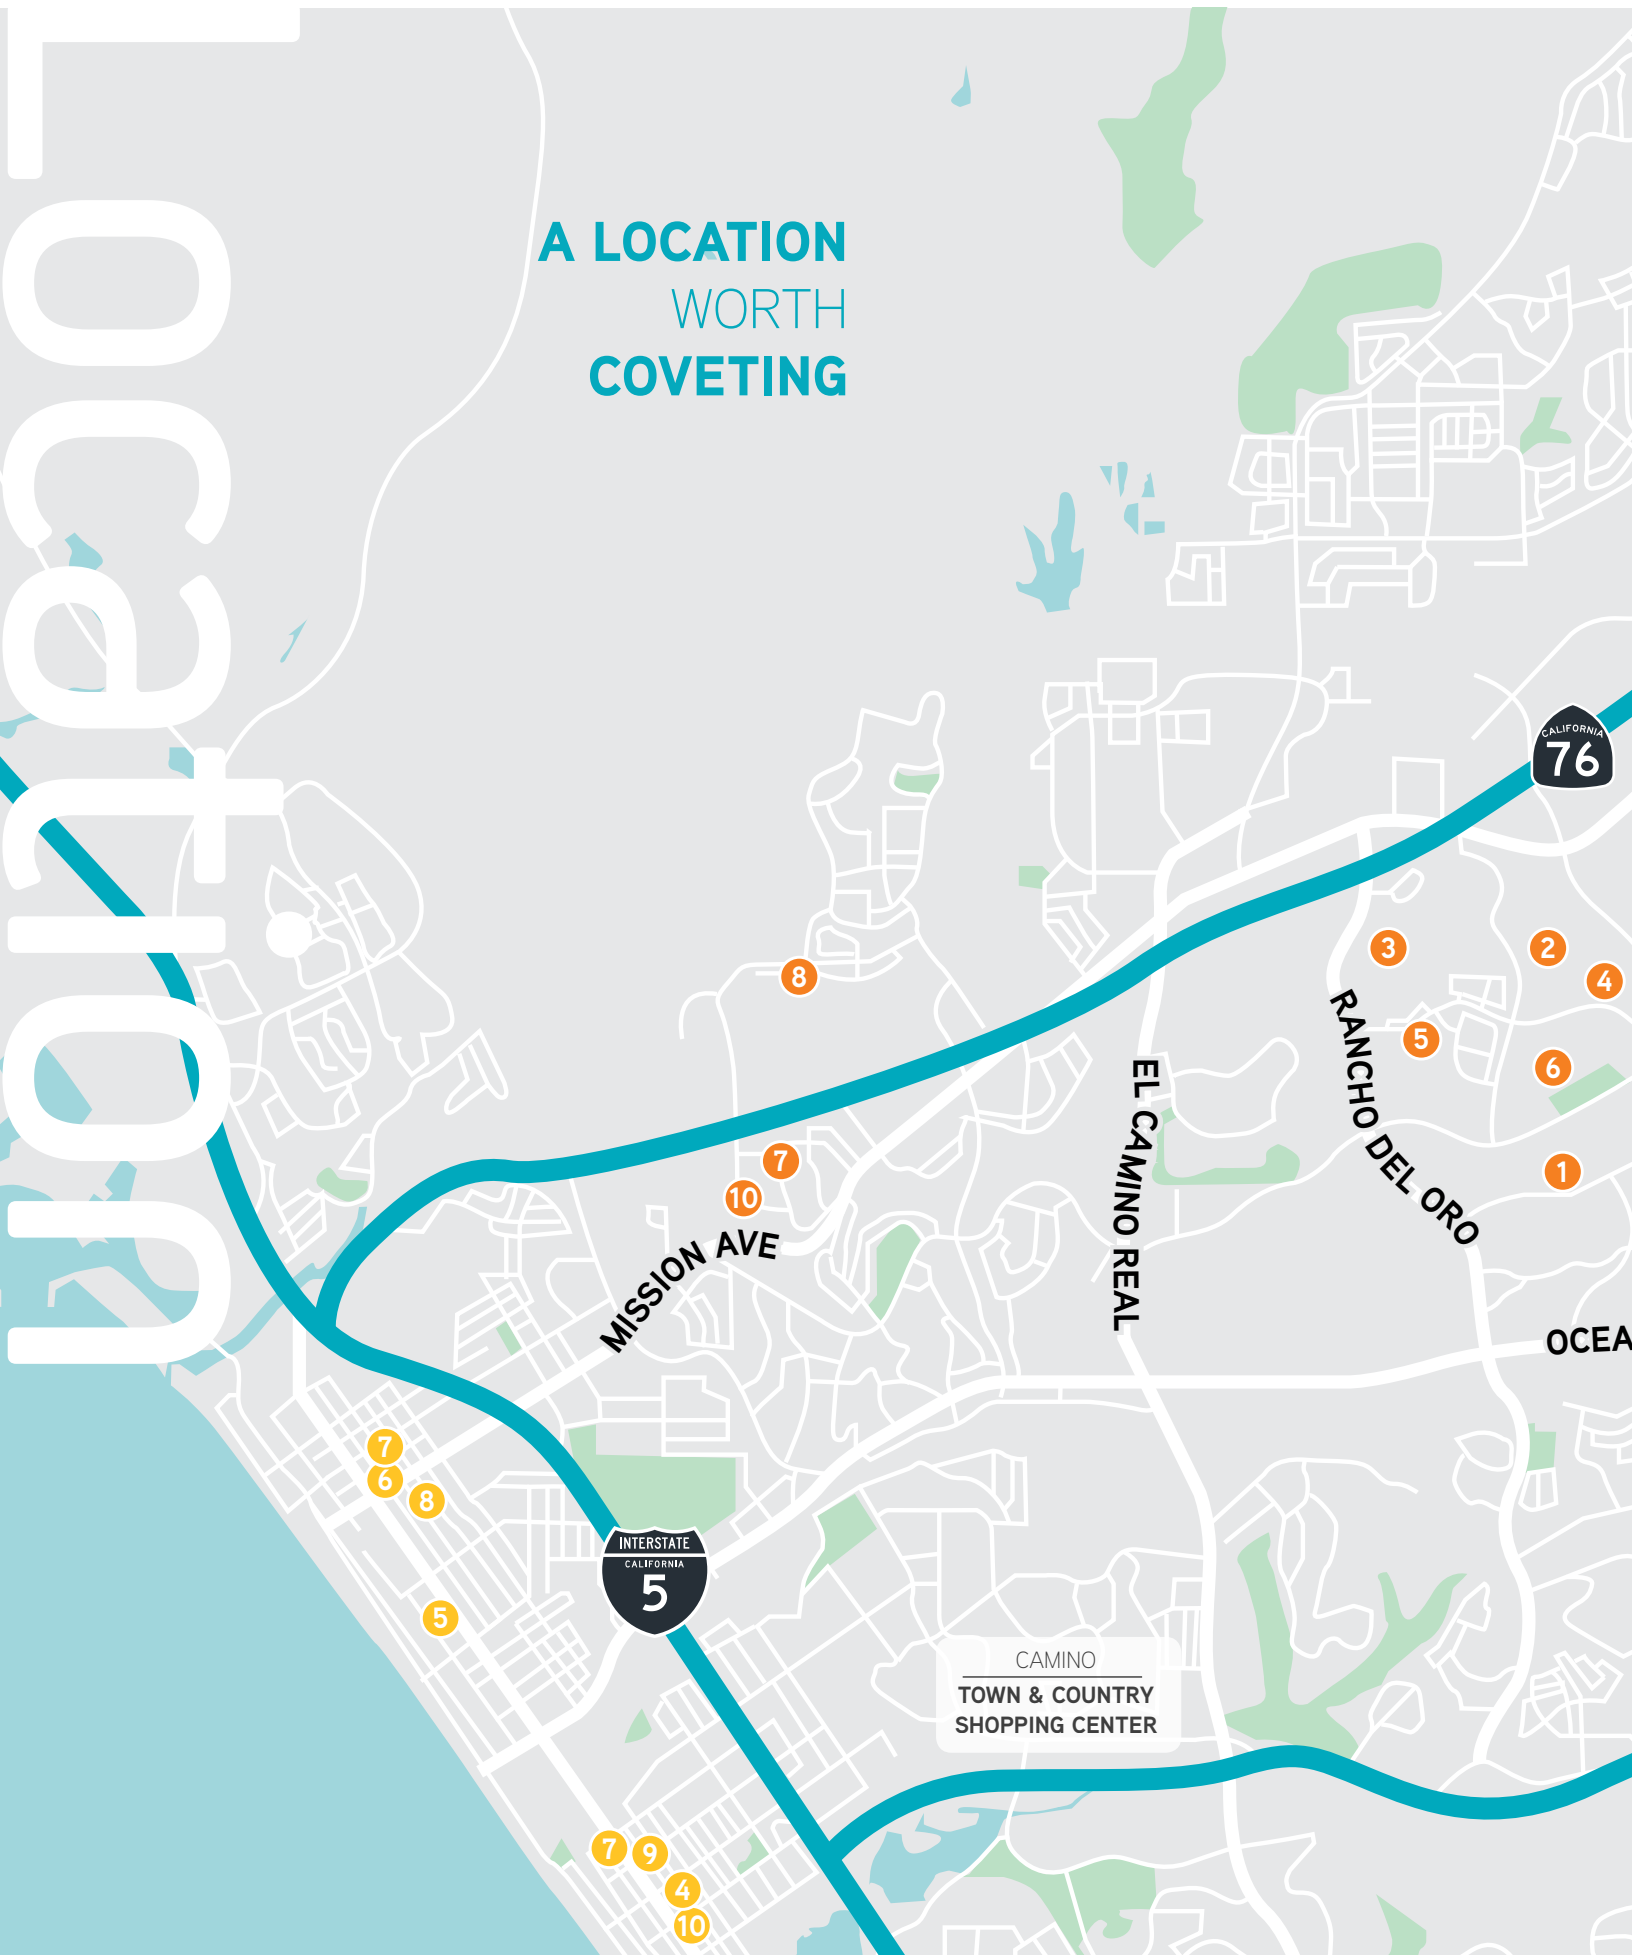 Location
A LOCATION
WORTH
COVETING
CALIFORNIA
76
3
2
4
8
5
6
RANCHO DEL ORO
EL CAMINO REAL
7
1
10
MISSION AVE
OCEA
7
6
8
INTERSTATE
CALIFORNIA
5
5
CAMINO
TOWN & COUNTRY
SHOPPING CENTER
7
9
4
10